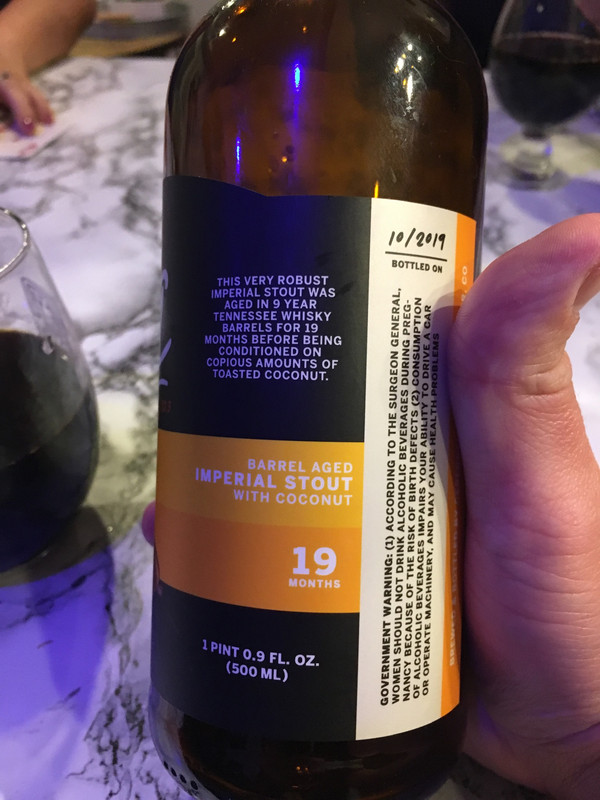 THIS VERY ROBUST
IMPERIAL STOUT WAS
AGED IN 9 YEAR
TENNESSEE WHISKY
BARRELS FOR 19
MONTHS BEFORE BEING
CONDITIONED ON
COPIOUS AMOUNTS OF
TOASTED COCONUT.
BARREL AGED
IMPERIAL STOUT
WITH COCONUT
19
MONTHS
1 PINT 0.9 FL. OZ.
(500 ML)
10/2019
BOTTLED ON
GOVERNMENT WARNING: (1) ACCORDING TO THE SURGEON GENERAL,
WOMEN SHOULD NOT DRINK ALCOHOLIC BEVERAGES DURING PREG-
NANCY BECAUSE OF THE RISK OF BIRTH DEFECTS (2) CONSUMPTION
OF ALCOHOLIC BEVERAGES IMPAIRS YOUR ABILITY TO DRIVE A CAR
OR OPERATE MACHINERY, AND MAY CAUSE HEALTH PROBLEMS